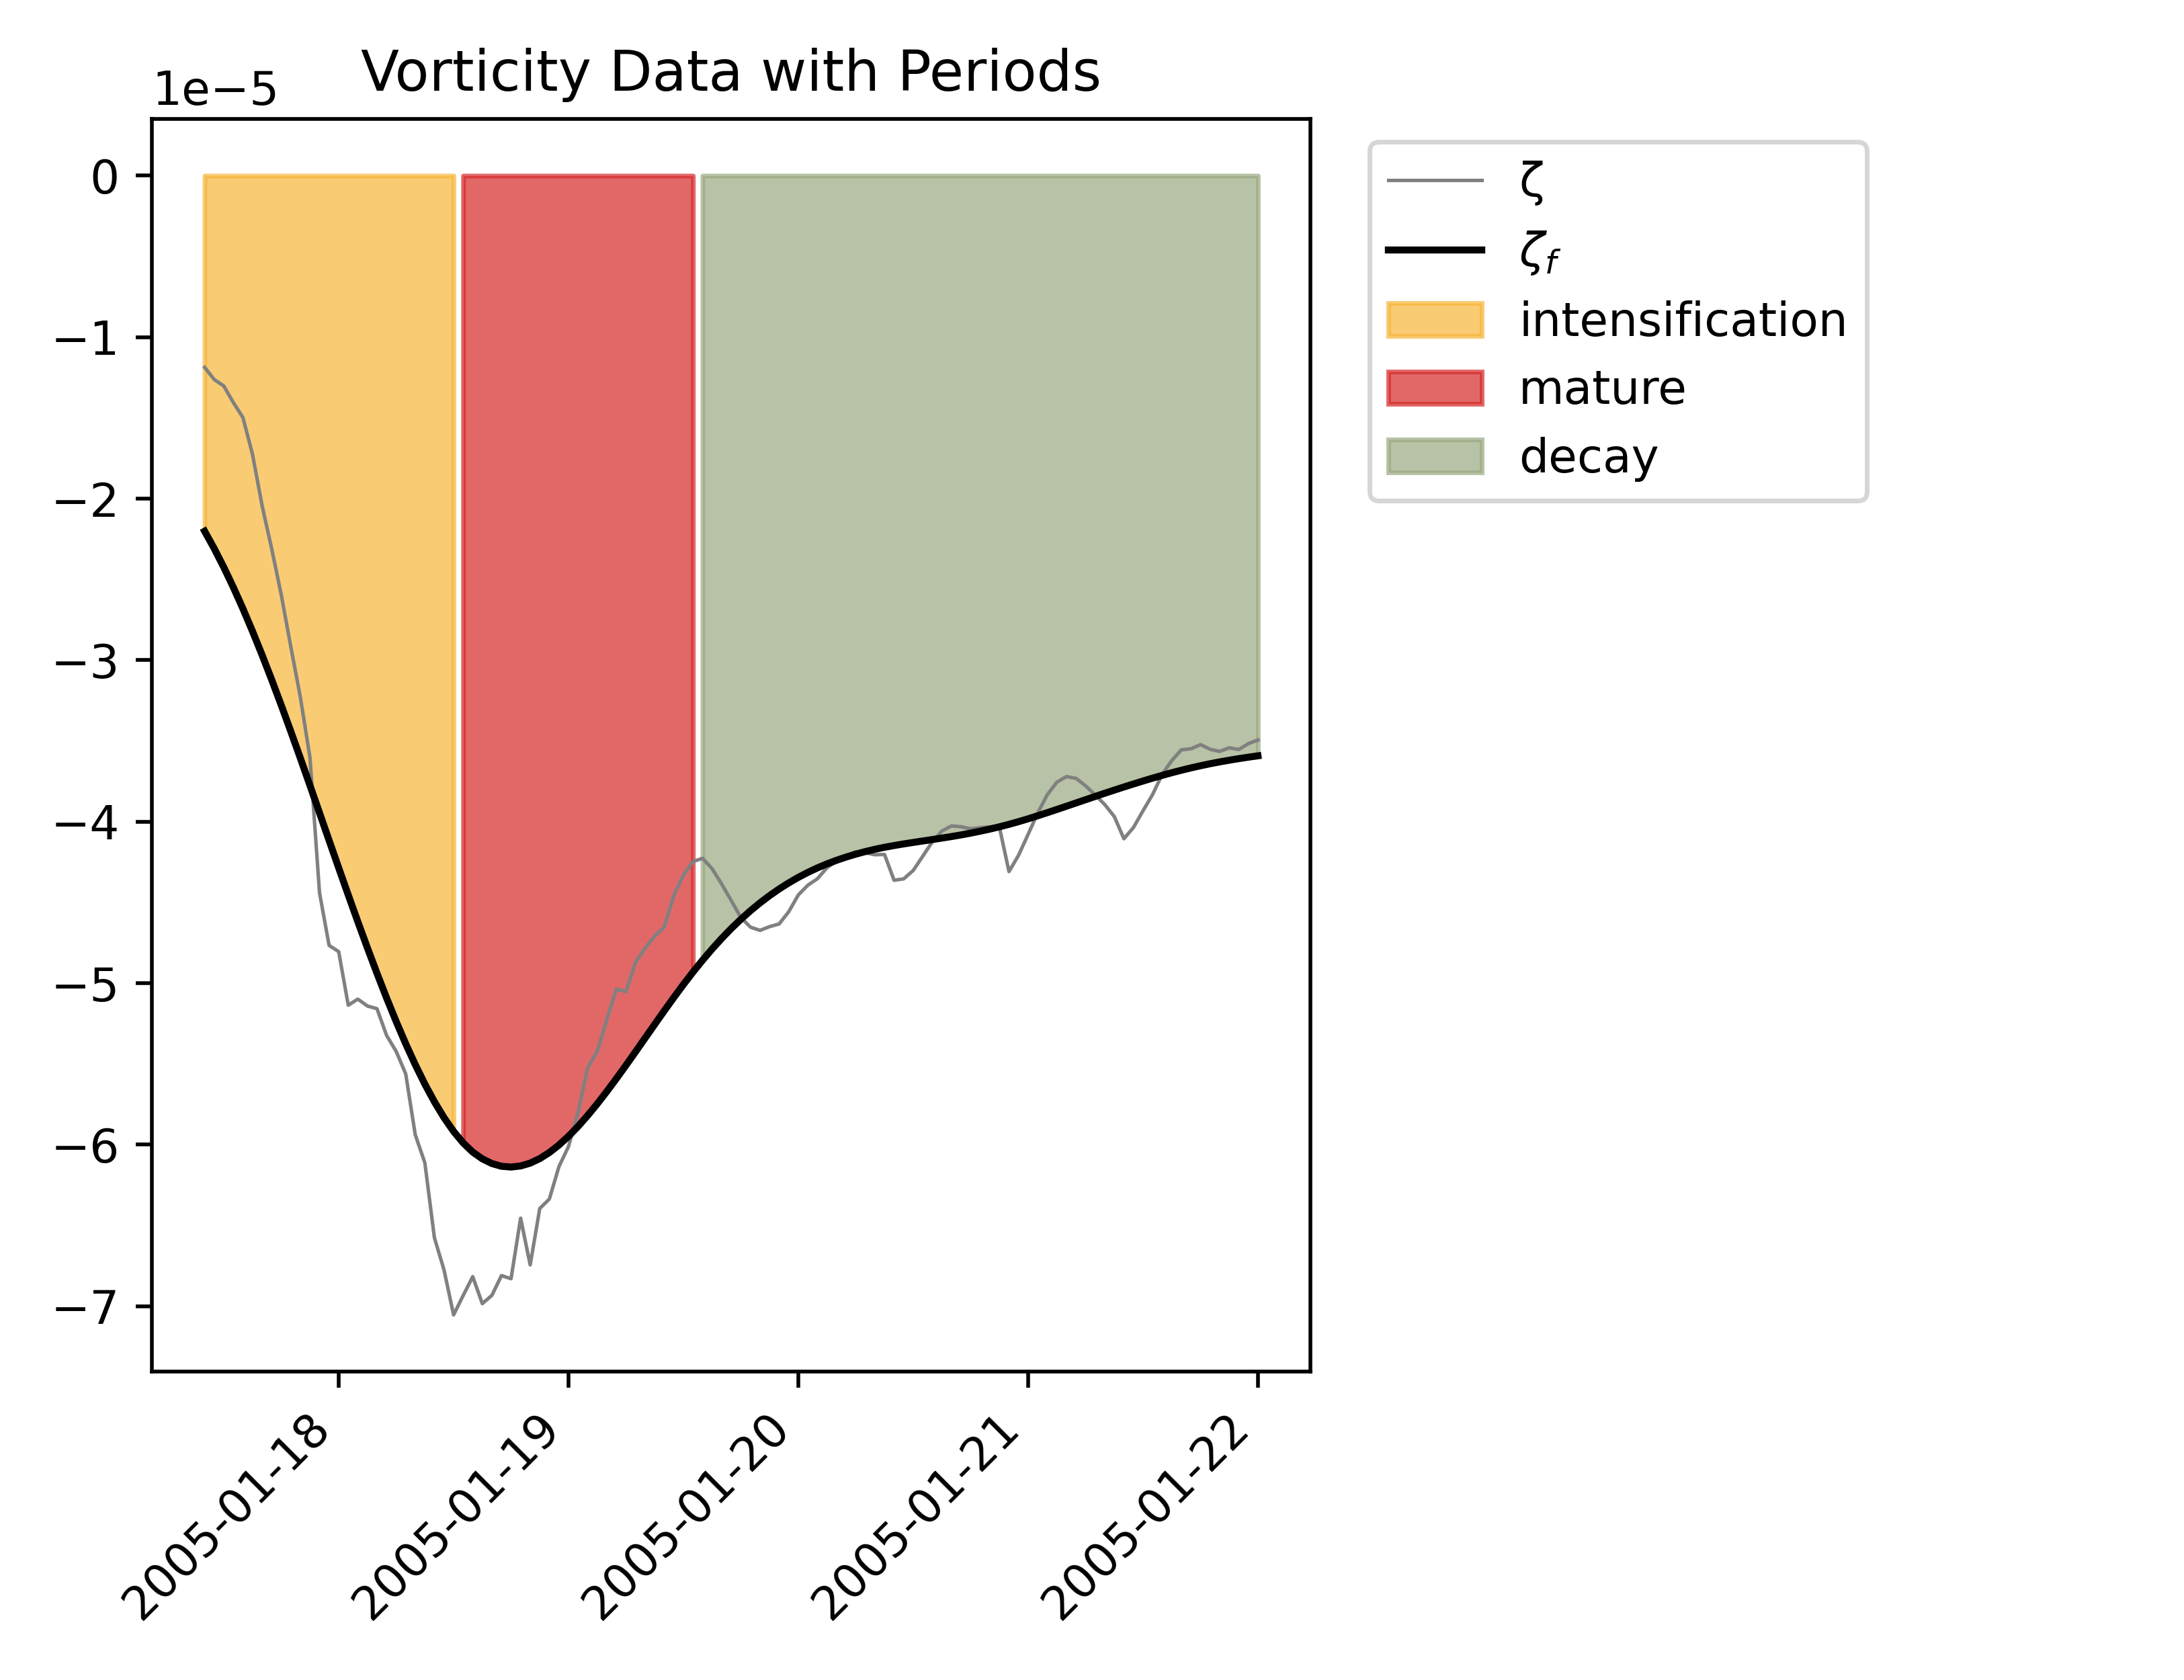 Vorticity Data with Periods
1e−5
0
−1
−2
−3
−4
−5
−6
−7
2005-01-18
2005-01-19
2005-01-20
2005-01-21
2005-01-22
ζ
ζf
intensification
mature
decay